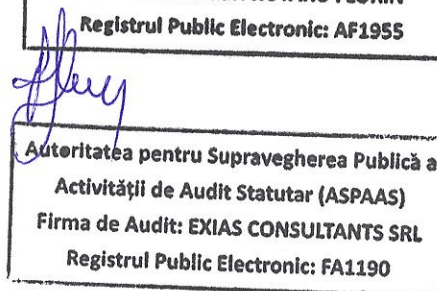 Registrul Public Electronic: AF1955
Autoritatea pentru Supravegherea Publică a
Activității de Audit Statutar (ASPAAS)
Firma de Audit: EXIAS CONSULTANTS SRL
Registrul Public Electronic: FA1190